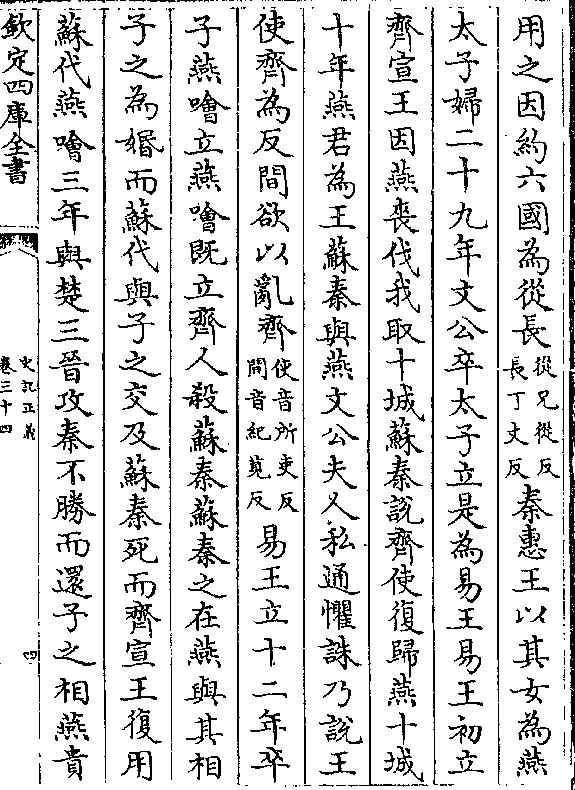 用之因約六國為從長從兄從反長丁丈反秦惠王以其女為燕
太子婦二十九年文公卒太子立是為易王易王初立
齊宣王因燕喪伐我取十城蘇秦說齊使復歸燕十城
十年燕君為王蘇秦與燕文公夫人私通懼誅乃說王
使齊為反間欲以亂齊使音所吏反間音紀莧反易王立十二年卒
子燕噲立燕噲既立齊人殺蘇秦蘇秦之在燕與其相
子之為婚而蘇代與子之交及蘇秦死而齊宣王復用
蘇代燕噲三年與楚三晉攻秦不勝而還子之相燕貴
欽定四庫全書
史記正義
卷三十四
四